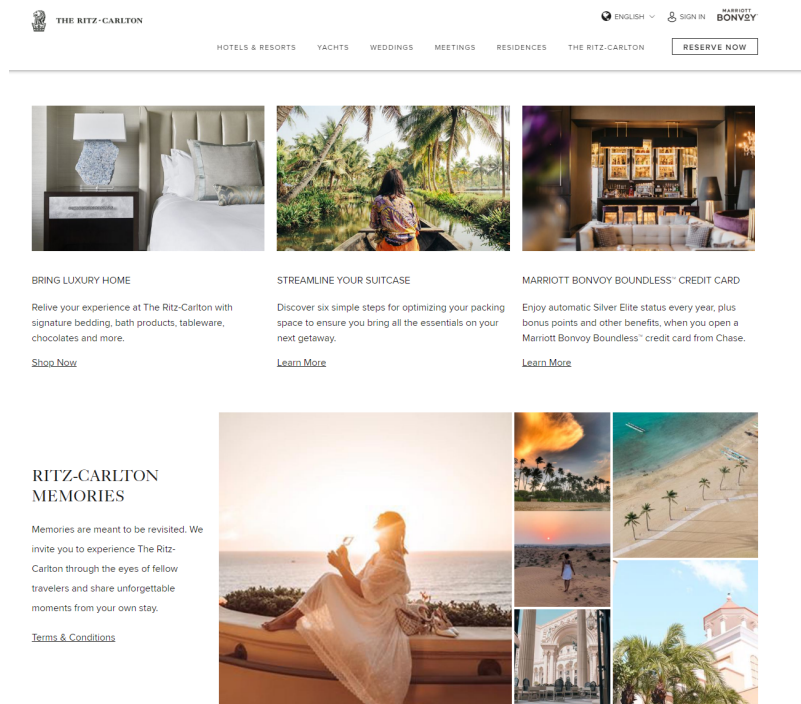 THE RITZ-CARLTON
ENGLISH
SIGN IN
MARRIOTT
BONVOY
HOTELS & RESORTS
YACHTS
WEDDINGS
MEETINGS
RESIDENCES
THE RITZ-CARLTON
RESERVE NOW
BRING LUXURY HOME
Relive your experience at The Ritz-Carlton with
signature bedding, bath products, tableware,
chocolates and more.
Shop Now
STREAMLINE YOUR SUITCASE
Discover six simple steps for optimizing your packing
space to ensure you bring all the essentials on your
next getaway.
Learn More
MARRIOTT BONVOY BOUNDLESS™ CREDIT CARD
Enjoy automatic Silver Elite status every year, plus
bonus points and other benefits, when you open a
Marriott Bonvoy Boundless™ credit card from Chase.
Learn More
RITZ-CARLTON
MEMORIES
Memories are meant to be revisited. We
invite you to experience The Ritz-
Carlton through the eyes of fellow
travelers and share unforgettable
moments from your own stay.
Terms & Conditions